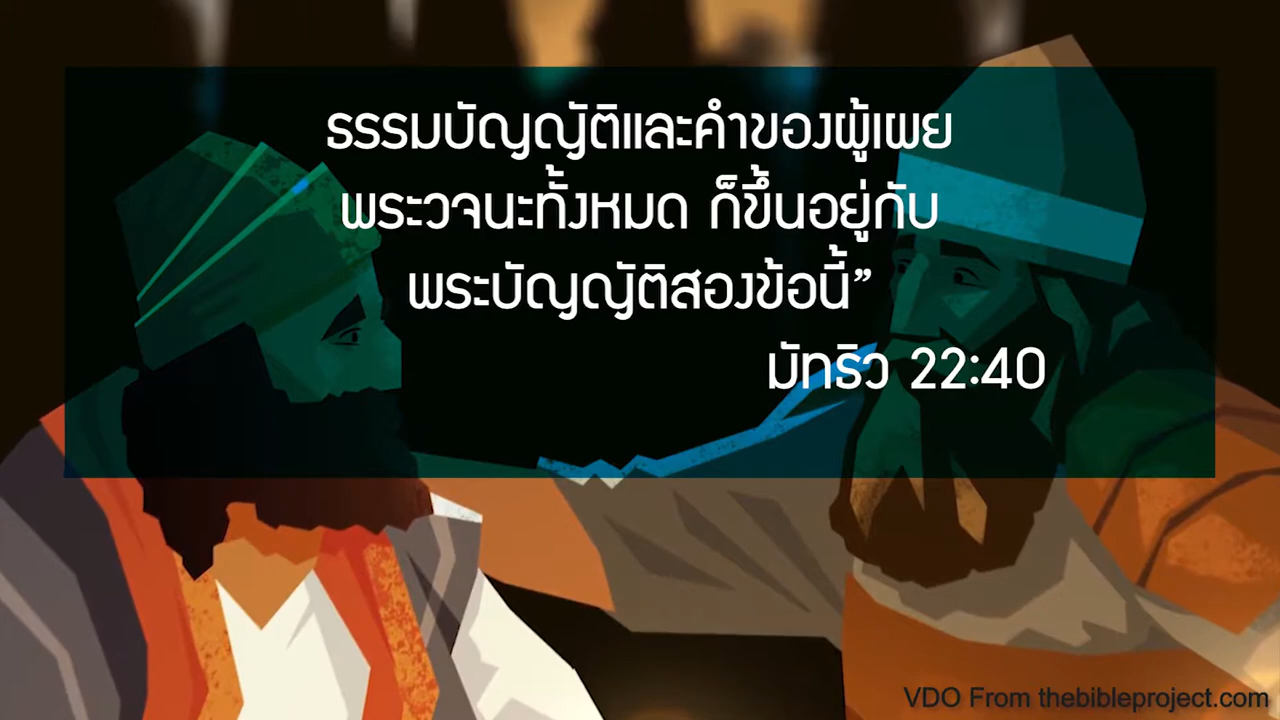 ธรรมบัญญัติและคำของผู้เผย
พระวจนะทั้งหมด ก็ขึ้นอยู่กับ
พระบัญญัติสองข้อนี้”
มัทธิว 22:40
VDO From thebibleproject.com